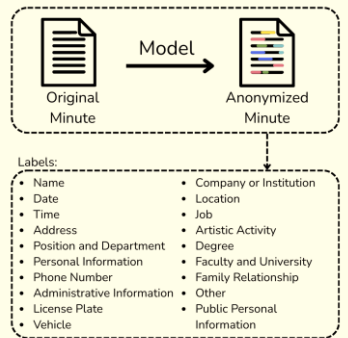 Model
Original
Minute
Anonymized
Minute
Labels:
• Name
• Date
• Time
• Address
• Position and Department
• Personal Information
• Phone Number
• Administrative Information
• License Plate
• Vehicle
• Company or Institution
• Location
• Job
• Artistic Activity
• Degree
• Faculty and University
• Family Relationship
• Other
• Public Personal
Information